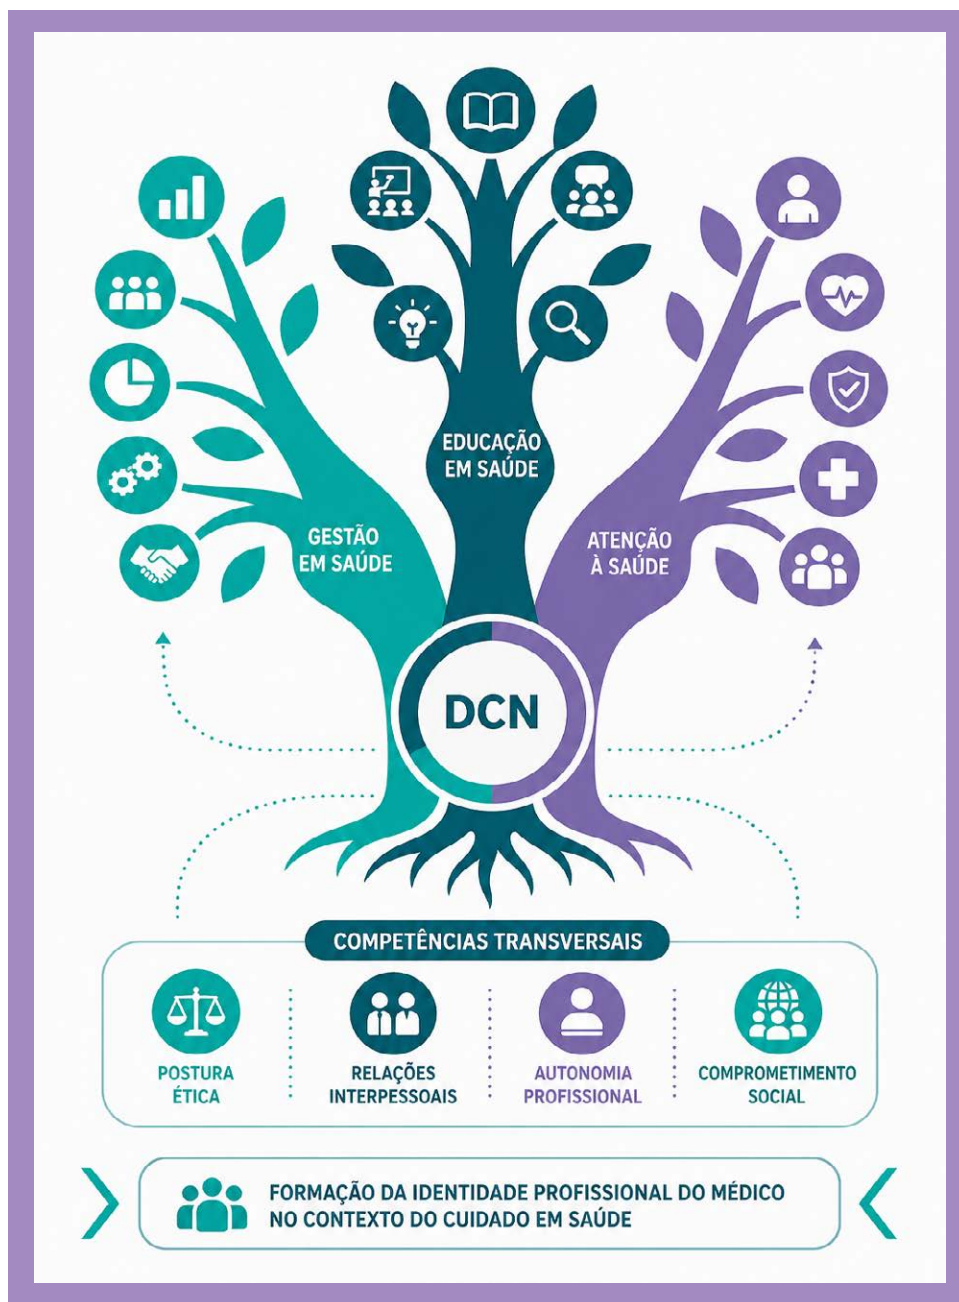 EDUCAÇÃO
EM SAÚDE
GESTÃO
EM SAÚDE
ATENÇÃO
À SAÚDE
DCN
COMPETÊNCIAS TRANSVERSAIS
POSTURA
ÉTICA
RELAÇÕES
INTERPESSOAIS
AUTONOMIA
PROFISSIONAL
COMPROMETIMENTO
SOCIAL
FORMAÇÃO DA IDENTIDADE PROFISSIONAL DO MÉDICO
NO CONTEXTO DO CUIDADO EM SAÚDE